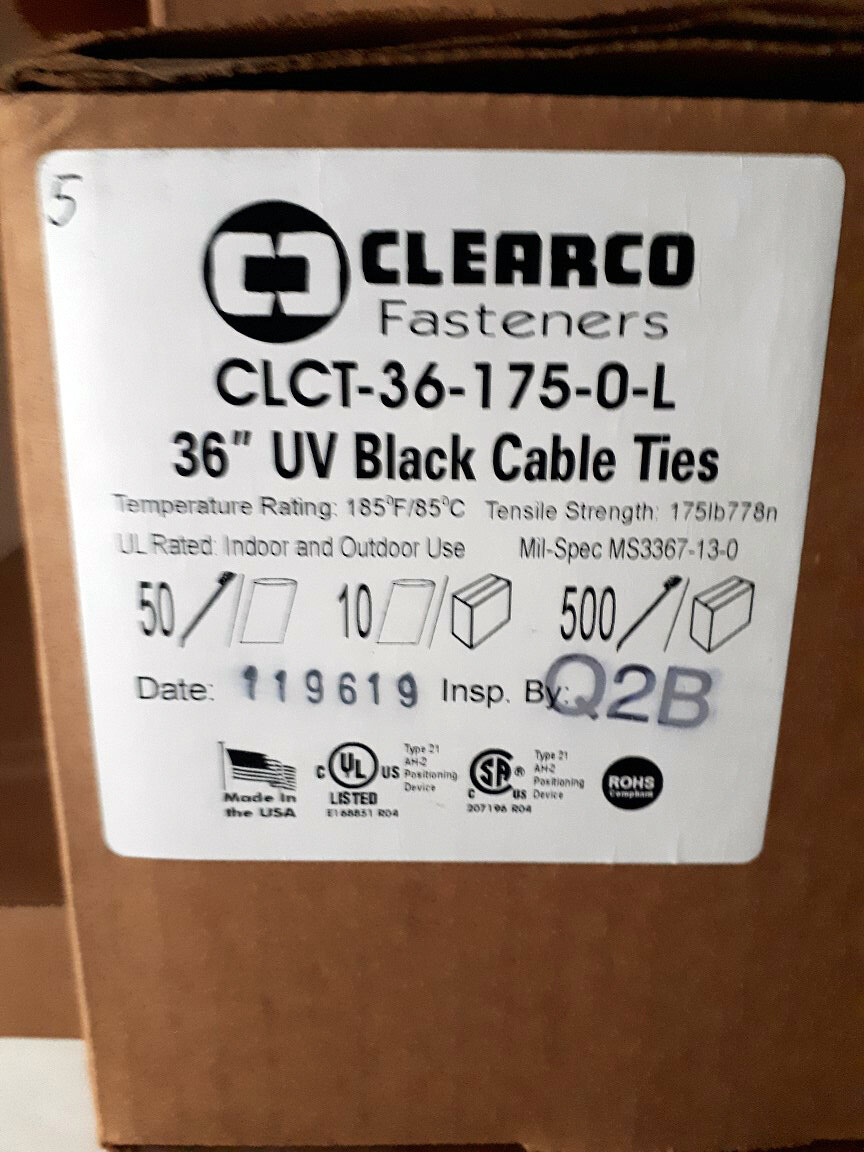 5
CLEARCO
Fasteners
CLCT-36-175-0-L
36" UV Black Cable Ties
Temperature Rating: 185°F/85°C Tensile Strength: 175lb778n
UL Rated: Indoor and Outdoor Use Mil-Spec MS3367-13-0
50 / 10 / 500 /
Date: 119619 Insp. By: Q2B
Made in
the USA
C UL US
LISTED
E168851 R04
Type 21
AH-2
Positioning
Device
C SA ® US
207196 R04
Type 21
AH-2
Positioning
Device
ROHS
Compliant